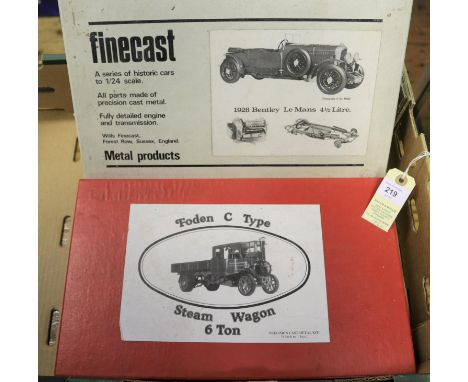 finecast
A series of historic cars
to 1/24 scale.
All parts made of
precision cast metal.
Fully detailed engine
and transmission.
Wills Finecast,
Forest Row, Sussex, England.
Metal products
1928 Bentley Le Mans 4½ Litre.
219
Foden C Type
Steam Wagon
6 Ton